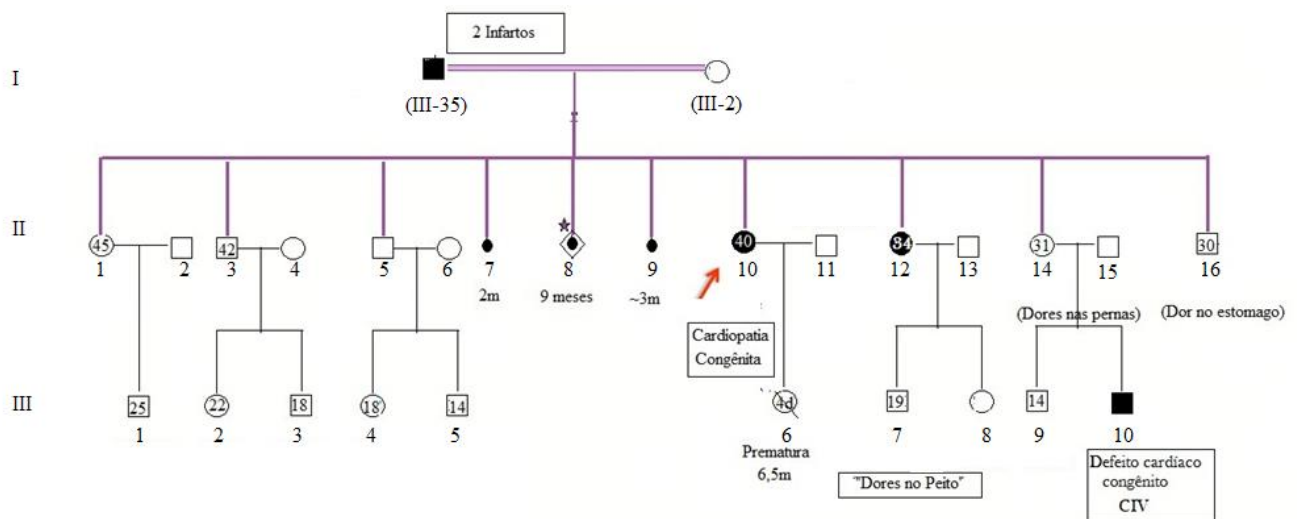 2 Infartos
I
(III-35)
(III-2)
II
45
42
40
34
31
30
1
2
3
4
5
6
7
8
9
10
11
12
13
14
15
16
2m
9 meses
~3m
(Dores nas pernas)
(Dor no estomago)
Cardiopatia
Congênita
III
25
22
18
18
14
4d
19
14
1
2
3
4
5
6
7
8
9
10
Prematura
6,5m
"Dores no Peito"
Defeito cardíaco
congênito
CIV